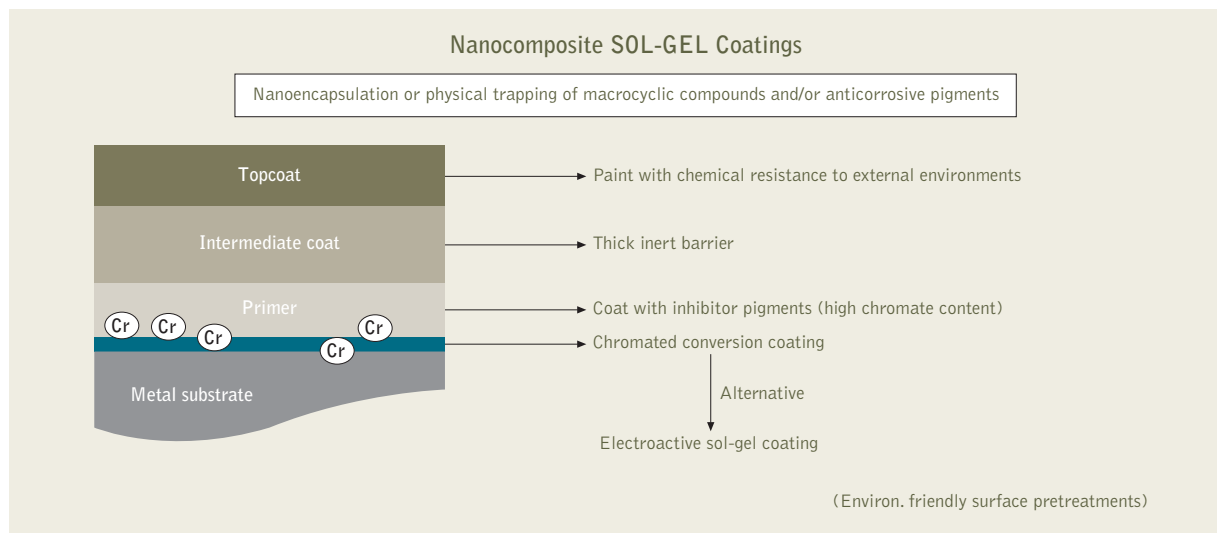 Nanocomposite SOL-GEL Coatings
Nanoencapsulation or physical trapping of macrocyclic compounds and/or anticorrosive pigments
Topcoat
Paint with chemical resistance to external environments
Intermediate coat
Thick inert barrier
Primer
Coat with inhibitor pigments (high chromate content)
Cr
Cr
Cr
Cr
Cr
Chromated conversion coating
Metal substrate
Alternative
Electroactive sol-gel coating
(Environ. friendly surface pretreatments)